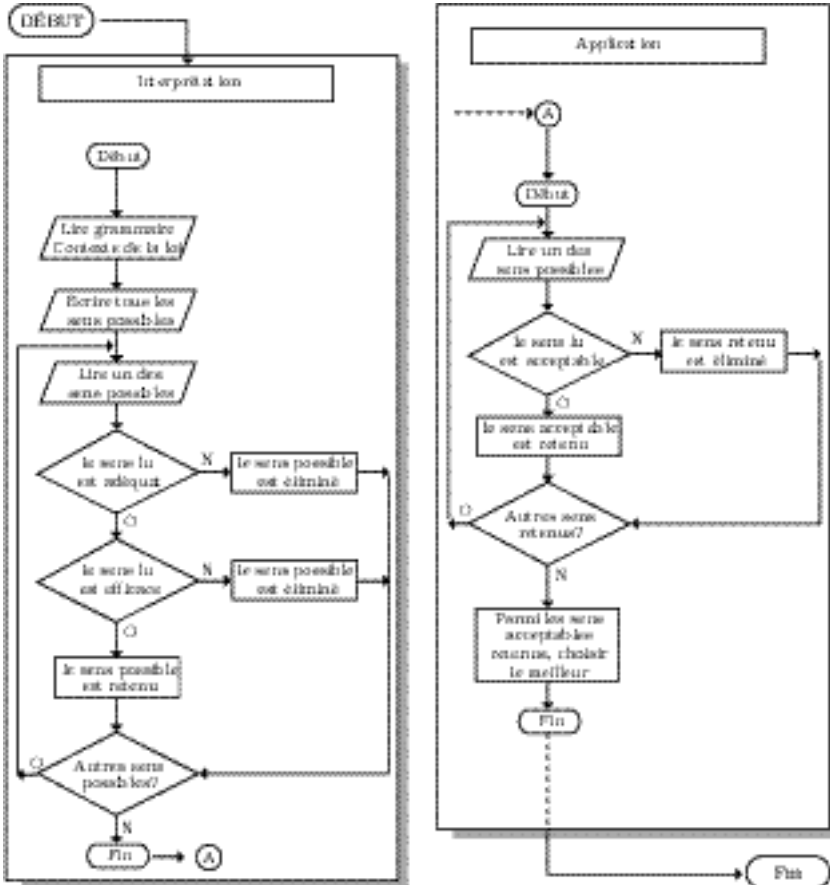 DÉBUT
Interprétation
Début
Lire grammaire
Contexte de la loi
Ecrire tous les
sens possibles
Lire un des
sens possibles
le sens lu
est adéquat
N
le sens possible
est éliminé
O
le sens lu
est efficace
N
le sens possible
est éliminé
O
le sens possible
est retenu
O
Autres sens
possibles?
N
Fin
A
Application
A
Début
Lire un des
sens possibles
le sens lu
est acceptable
N
le sens retenu
est éliminé
O
le sens acceptable
est retenu
O
Autres sens
retenus?
N
Parmi les sens
acceptables
retenus, choisir
le meilleur
Fin
Fin